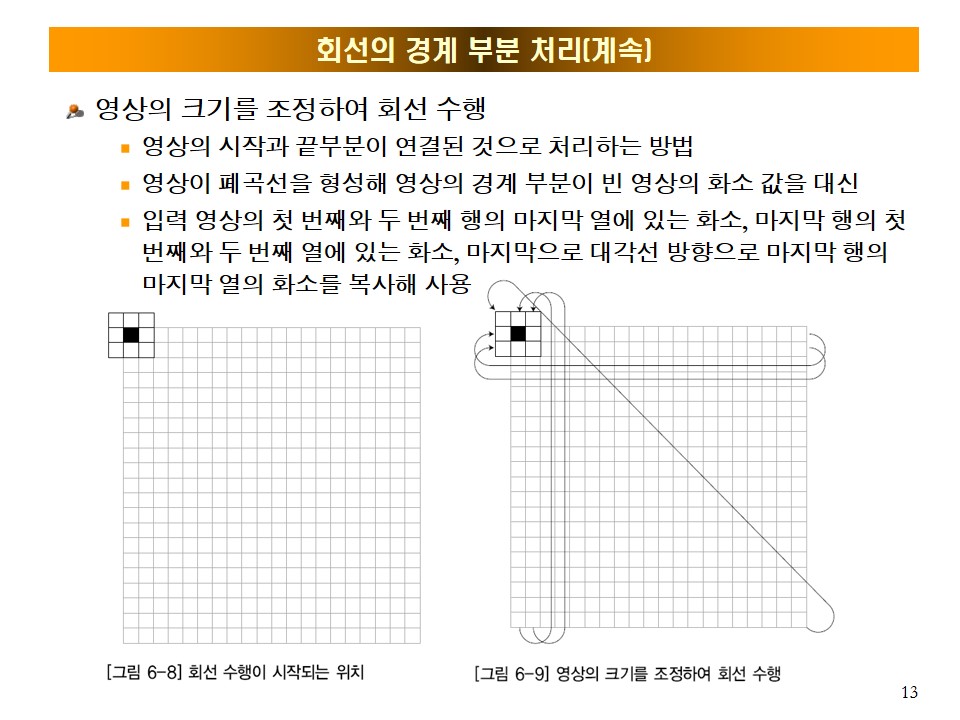 회선의 경계 부분 처리(계속)
영상의 크기를 조정하여 회선 수행
영상의 시작과 끝부분이 연결된 것으로 처리하는 방법
영상이 폐곡선을 형성해 영상의 경계 부분이 빈 영상의 화소 값을 대신
입력 영상의 첫 번째와 두 번째 행의 마지막 열에 있는 화소, 마지막 행의 첫
번째와 두 번째 열에 있는 화소, 마지막으로 대각선 방향으로 마지막 행의
마지막 열의 화소를 복사해 사용
[그림 6-8] 회선 수행이 시작되는 위치
[그림 6-9] 영상의 크기를 조정하여 회선 수행
13